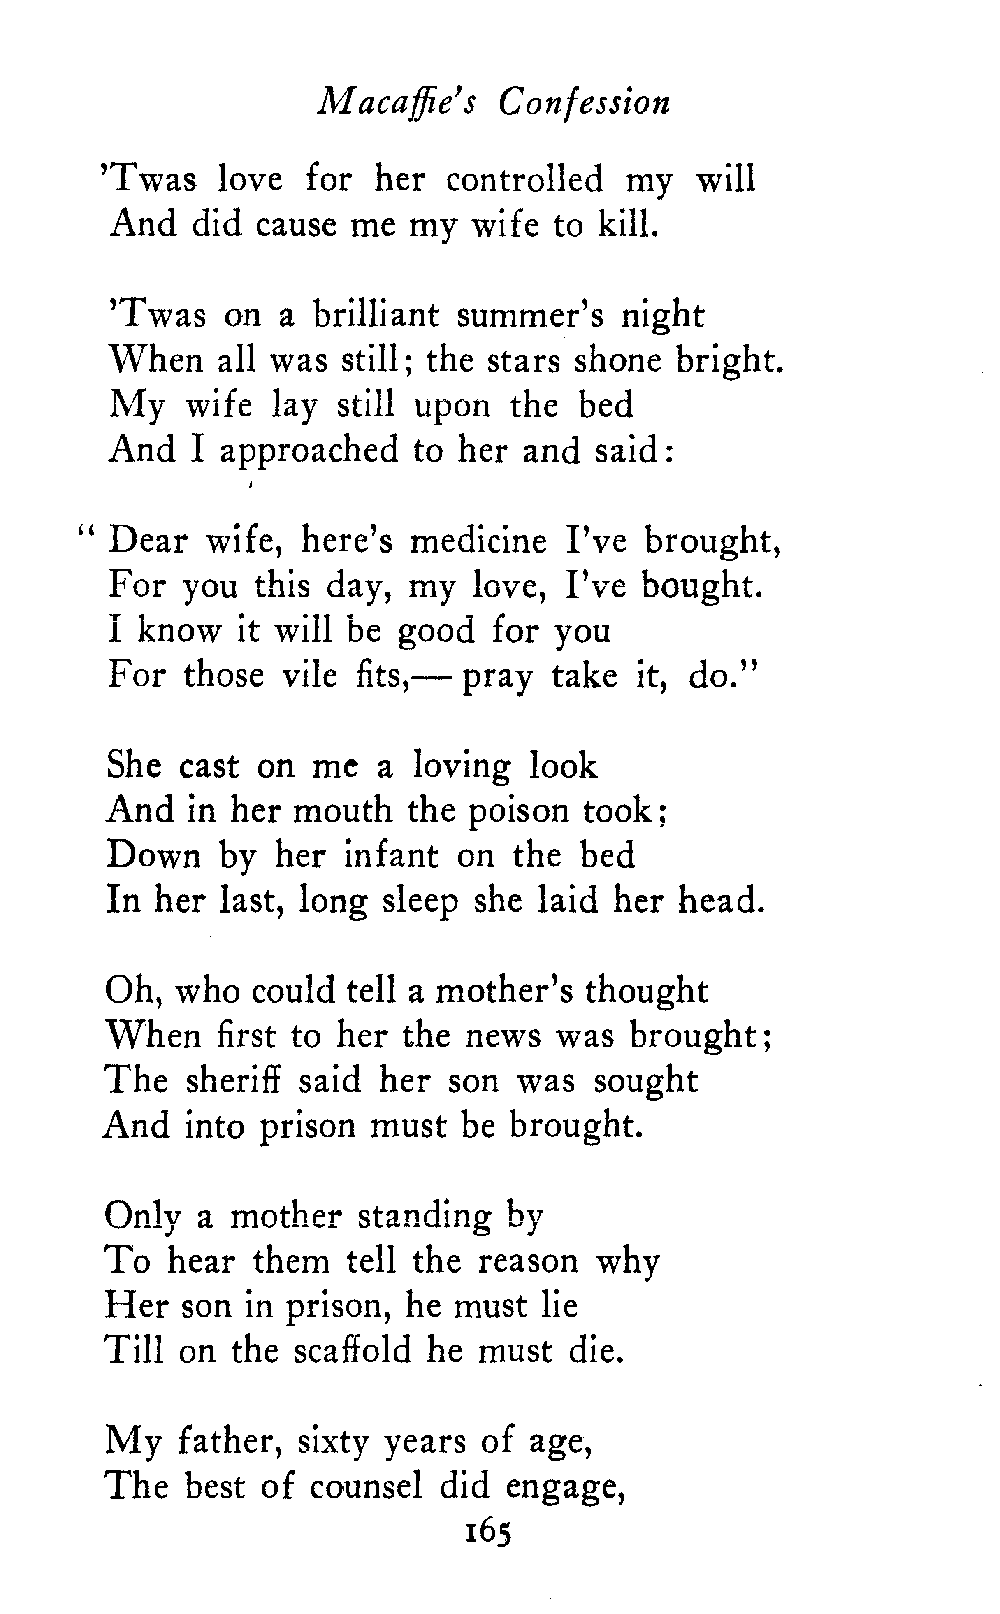 Macaffie's Confession
'Twas love for her controlled my will
And did cause me my wife to kill.
'Twas on a brilliant summer's night
When all was still; the stars shone bright.
My wife lay still upon the bed
And I approached to her and said:
" Dear wife, here's medicine I've brought,
For you this day, my love, I've bought.
I know it will be good for you
For those vile fits,— pray take it, do."
She cast on me a loving look
And in her mouth the poison took;
Down by her infant on the bed
In her last, long sleep she laid her head.
Oh, who could tell a mother's thought
When first to her the news was brought;
The sheriff said her son was sought
And into prison must be brought.
Only a mother standing by
To hear them tell the reason why
Her son in prison, he must lie
Till on the scaffold he must die.
My father, sixty years of age,
The best of counsel did engage,
165